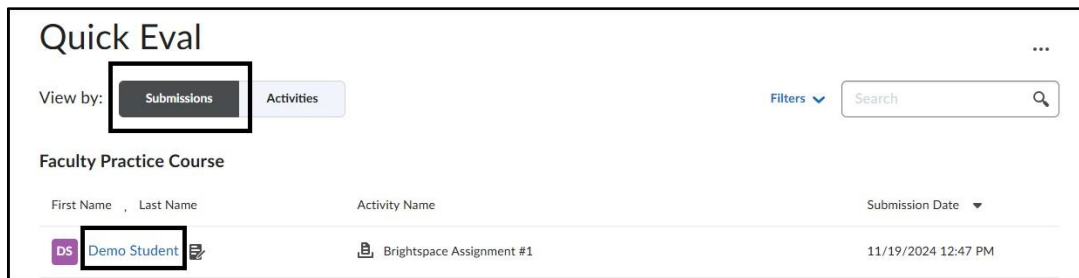 Quick Eval
...
View by: Submissions Activities Filters Search
Faculty Practice Course
First Name , Last Name Activity Name Submission Date
DS Demo Student Brightspace Assignment #1 11/19/2024 12:47 PM